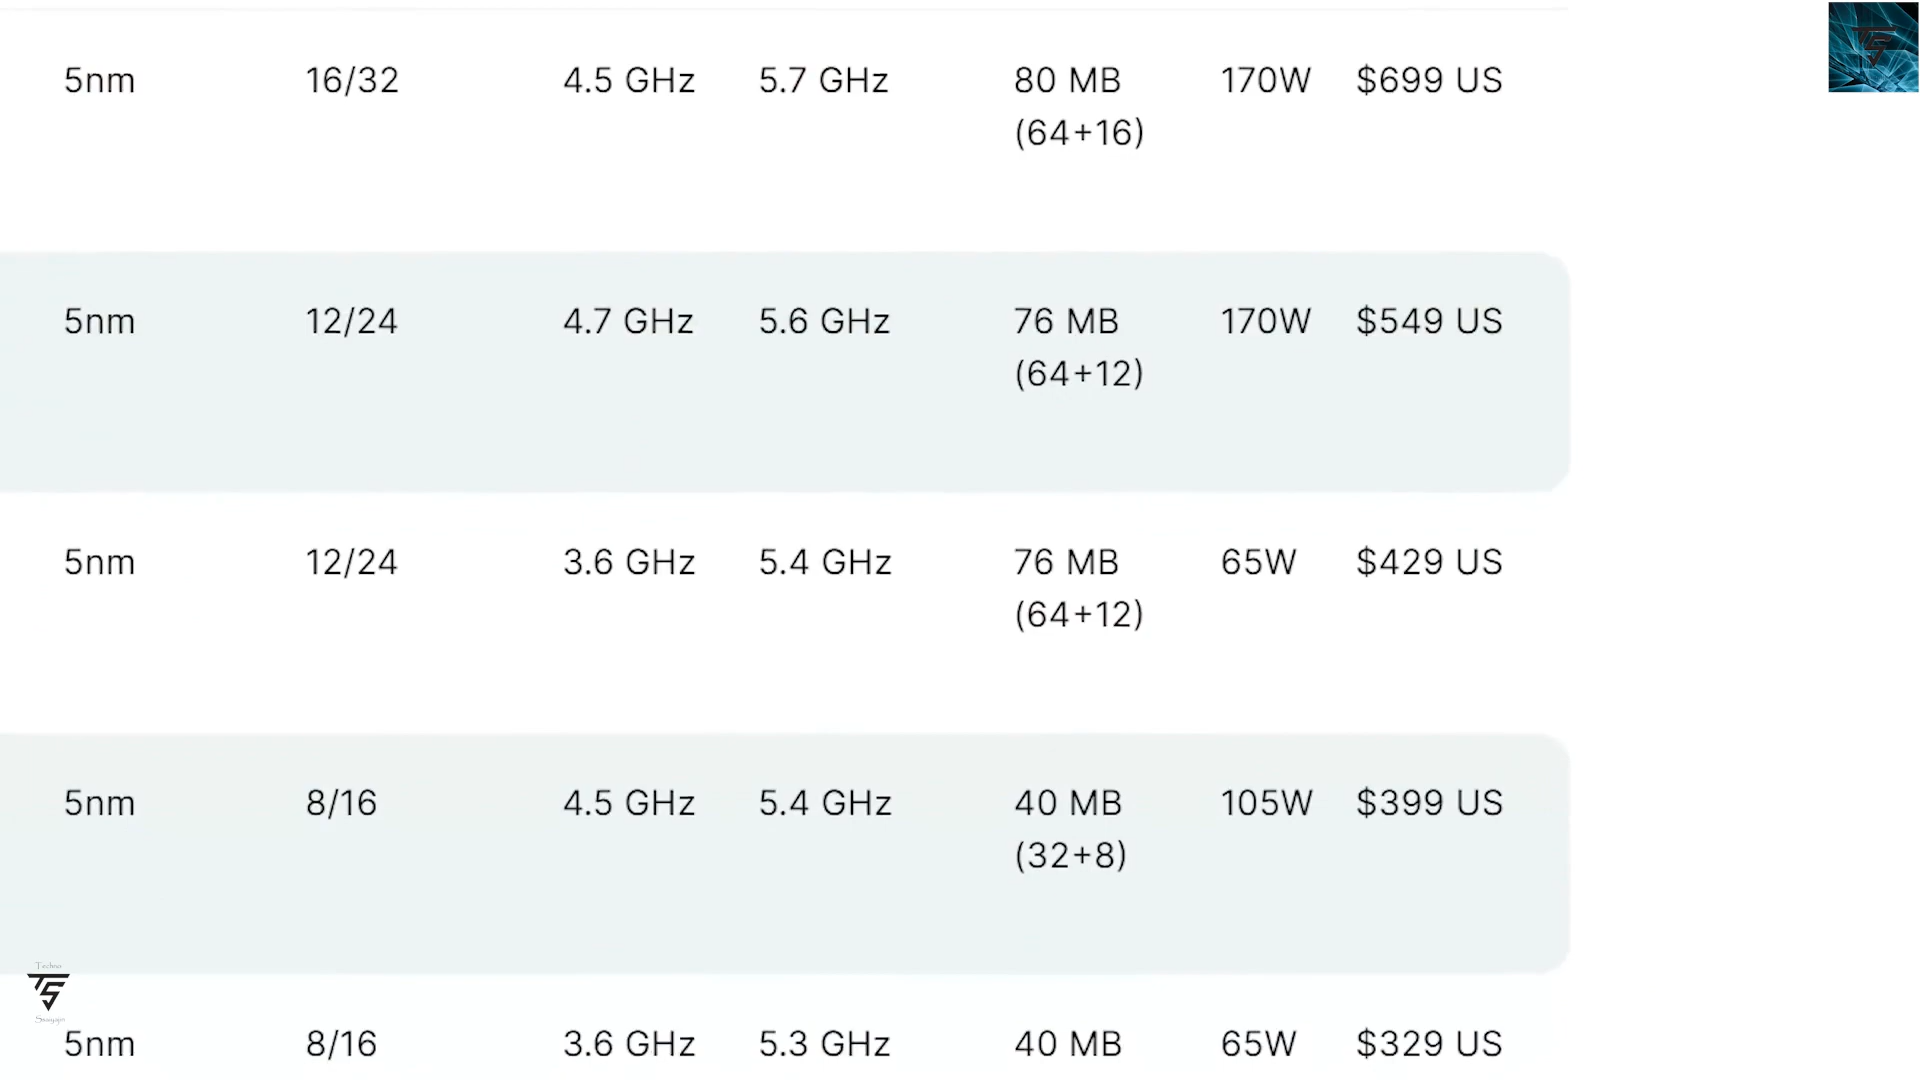 5nm 16/32 4.5 GHz 5.7 GHz 80 MB 170W $699 US
(64+16)
5nm 12/24 4.7 GHz 5.6 GHz 76 MB 170W $549 US
(64+12)
5nm 12/24 3.6 GHz 5.4 GHz 76 MB 65W $429 US
(64+12)
5nm 8/16 4.5 GHz 5.4 GHz 40 MB 105W $399 US
(32+8)
Techno
5nm 8/16 3.6 GHz 5.3 GHz 40 MB 65W $329 US